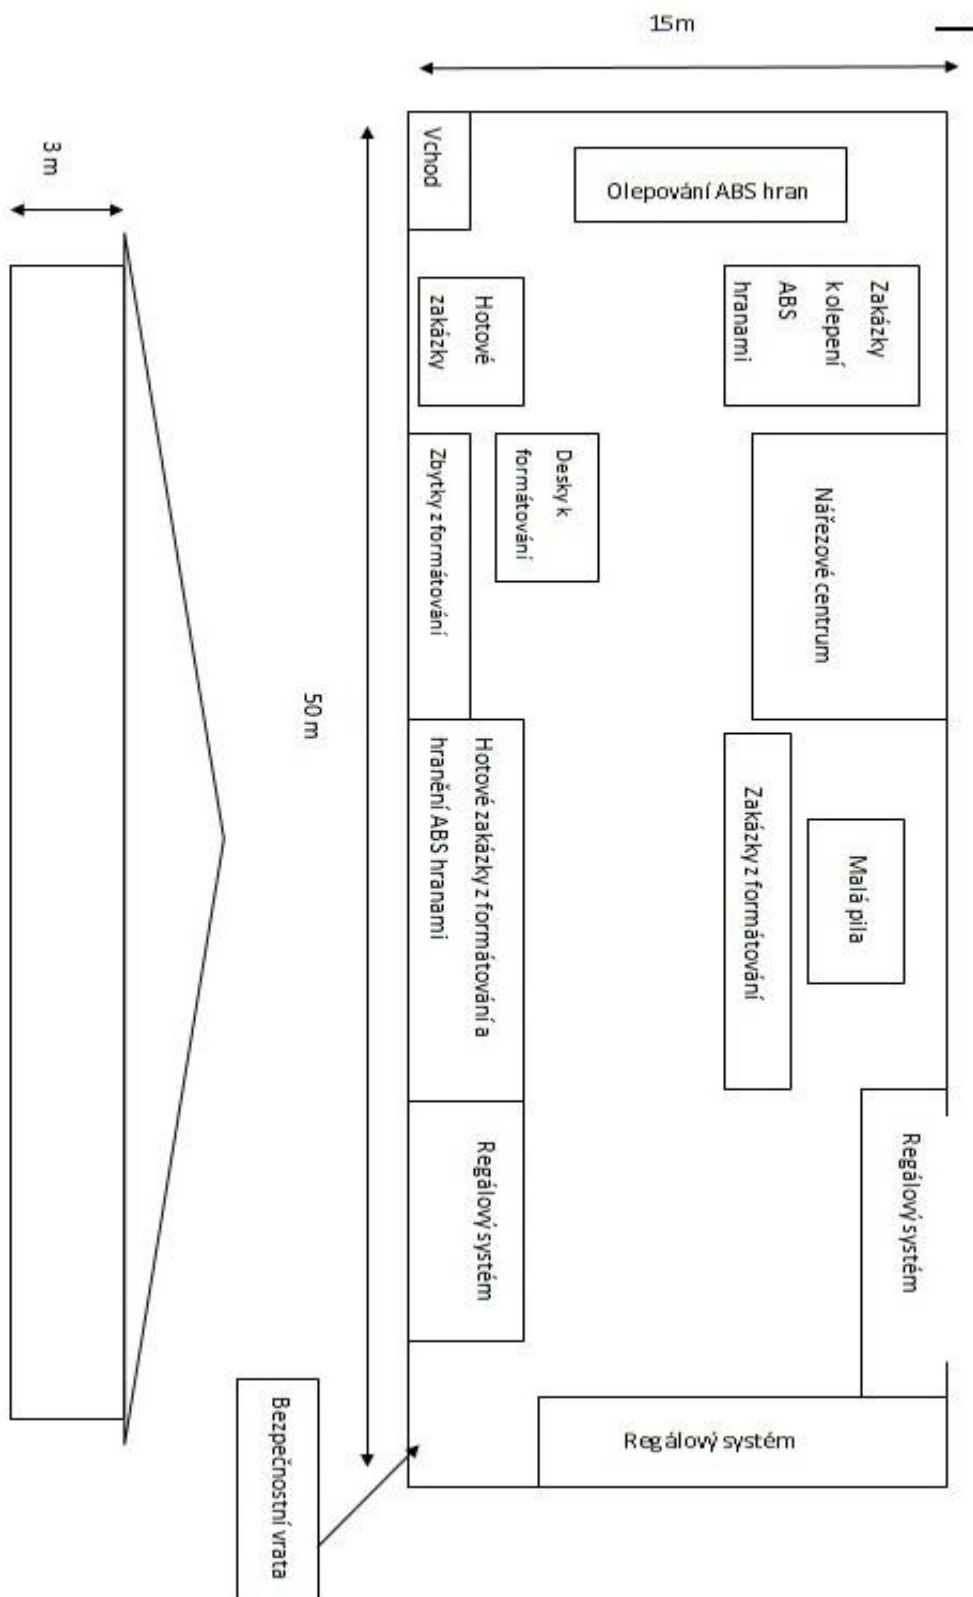 15m
Vchod
Olepování ABS hran
3 m
Hotové
zakázky
Zakázky
kolepení
ABS
hranami
Zbytky z formátování
Desky k
formátování
Nářezové centrum
50 m
Hotové zakázky z formátování a
hranění ABS hranami
Zakázky z formátování
Malá pila
Regálový systém
Regálový systém
Regálový systém
Bezpečnostní vrata